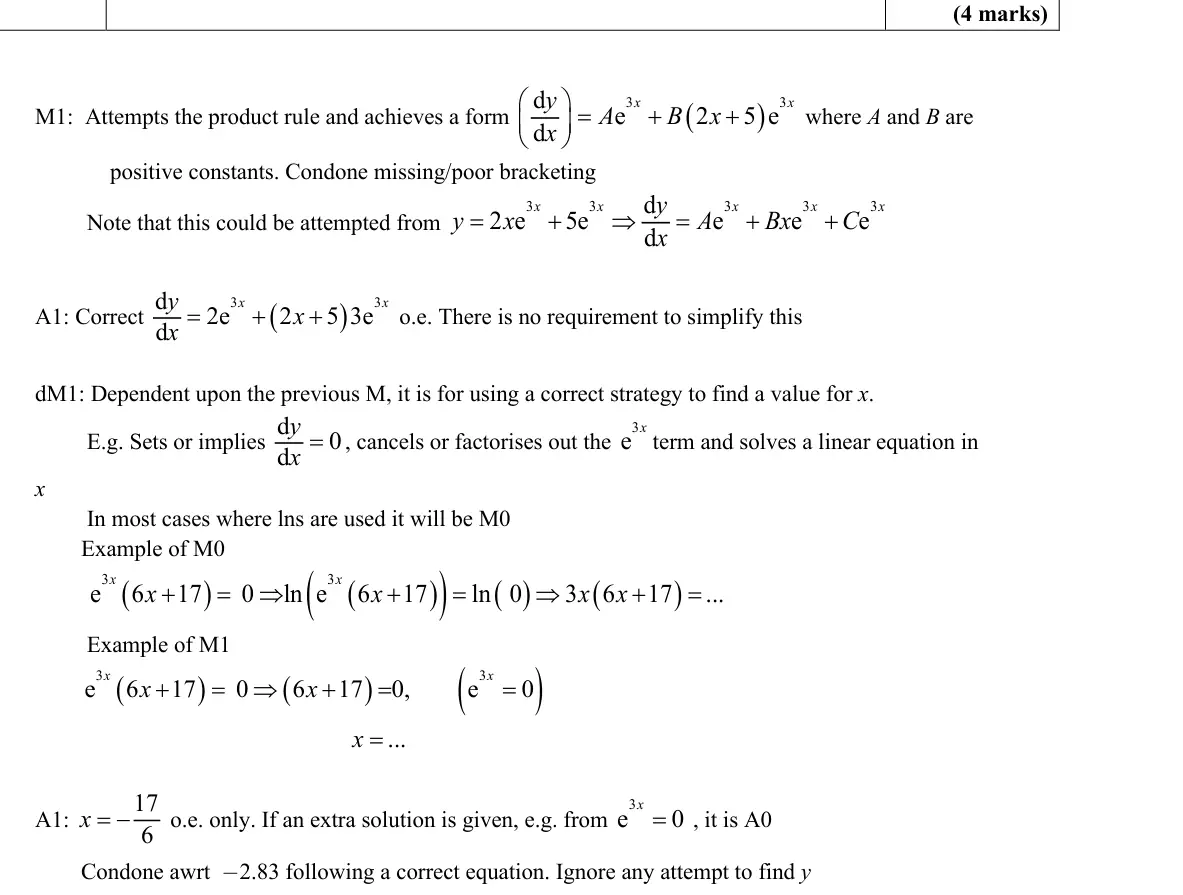 (4 marks)
M1: Attempts the product rule and achieves a form (dy/dx) = Ae^{3x} + B(2x+5)e^{3x} where A and B are
positive constants. Condone missing/poor bracketing
Note that this could be attempted from y = 2xe^{3x} + 5e^{3x} ⇒ dy/dx = Ae^{3x} + Bxe^{3x} + Ce^{3x}
A1: Correct dy/dx = 2e^{3x} + (2x+5)3e^{3x} o.e. There is no requirement to simplify this
dM1: Dependent upon the previous M, it is for using a correct strategy to find a value for x.
E.g. Sets or implies dy/dx = 0, cancels or factorises out the e^{3x} term and solves a linear equation in
x
In most cases where lns are used it will be M0
Example of M0
e^{3x}(6x+17) = 0 ⇒ ln(e^{3x}(6x+17)) = ln(0) ⇒ 3x(6x+17) = ...
Example of M1
e^{3x}(6x+17) = 0 ⇒ (6x+17) =0, (e^{3x} = 0)
x = ...
A1: x = −17/6 o.e. only. If an extra solution is given, e.g. from e^{3x} = 0 , it is A0
Condone awrt −2.83 following a correct equation. Ignore any attempt to find y